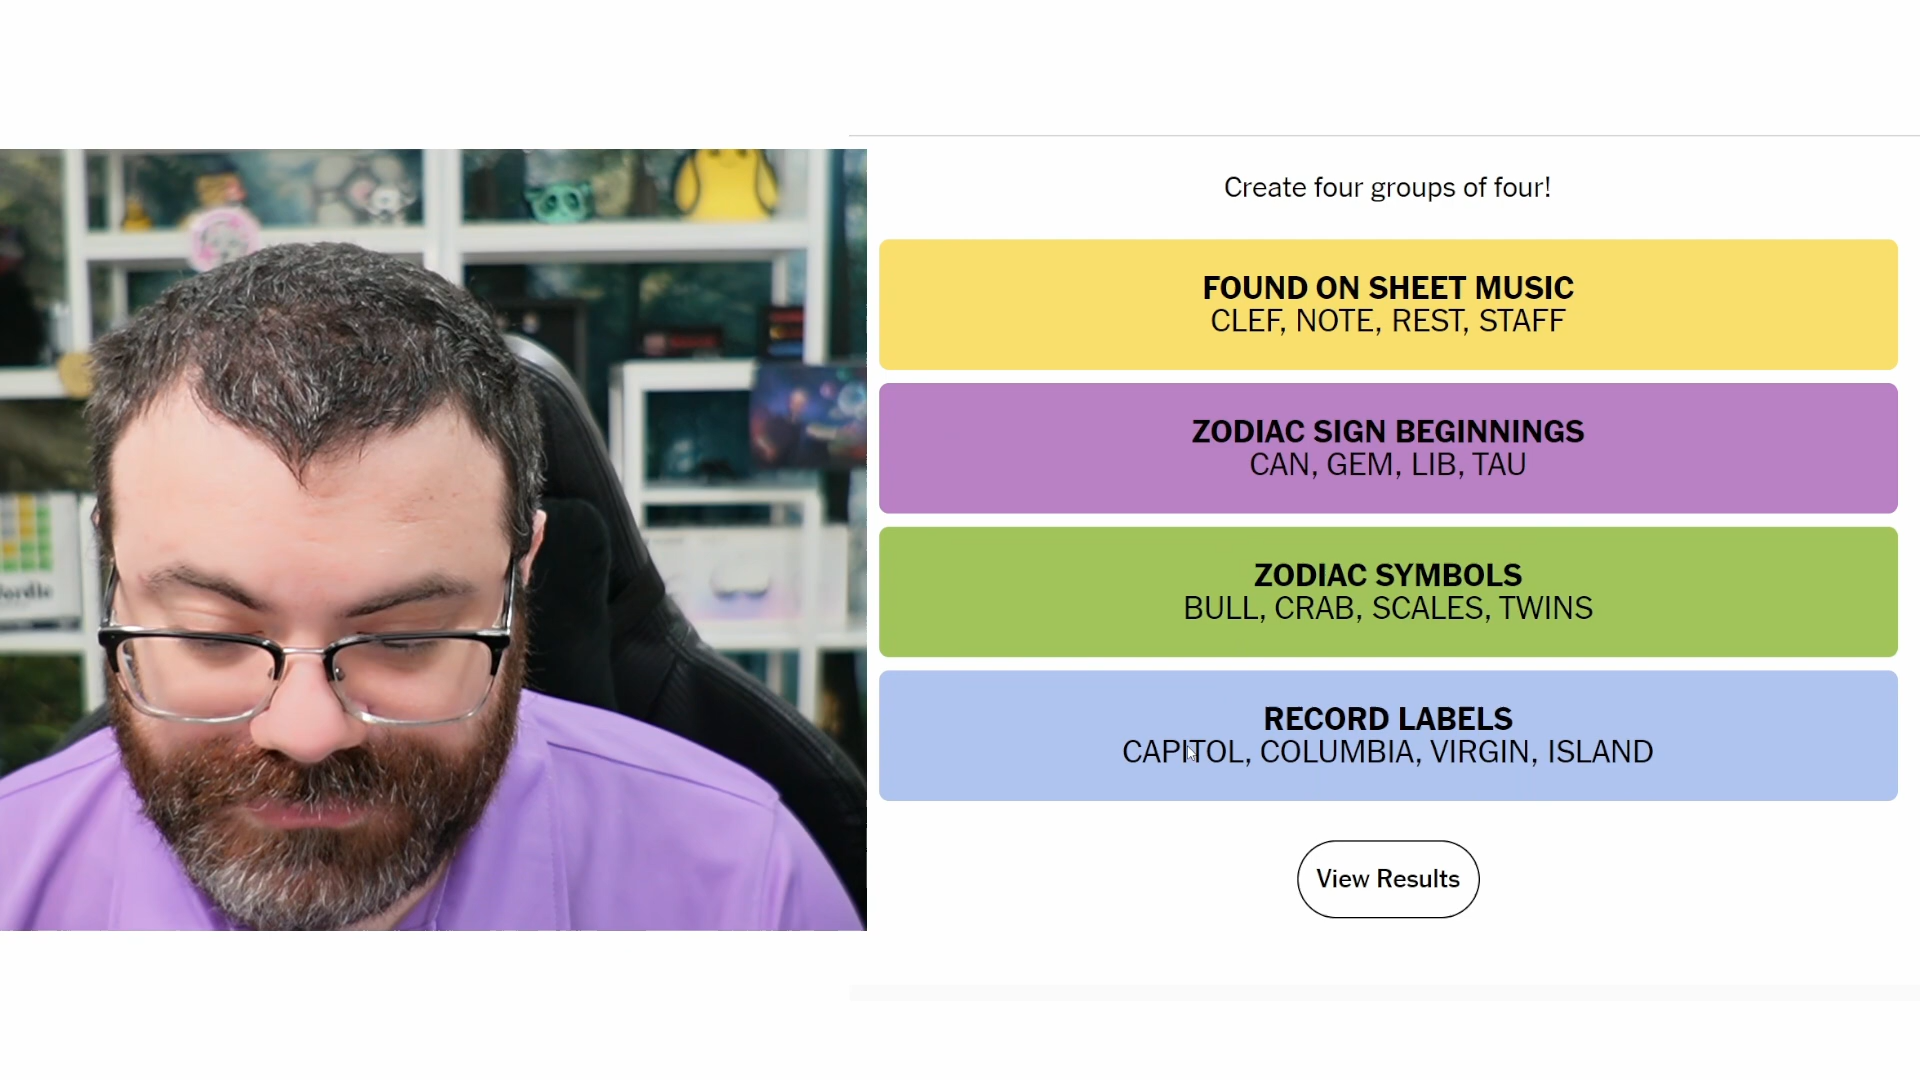 Create four groups of four!
FOUND ON SHEET MUSIC
CLEF, NOTE, REST, STAFF
ZODIAC SIGN BEGINNINGS
CAN, GEM, LIB, TAU
ZODIAC SYMBOLS
BULL, CRAB, SCALES, TWINS
RECORD LABELS
CAPITOL, COLUMBIA, VIRGIN, ISLAND
View Results